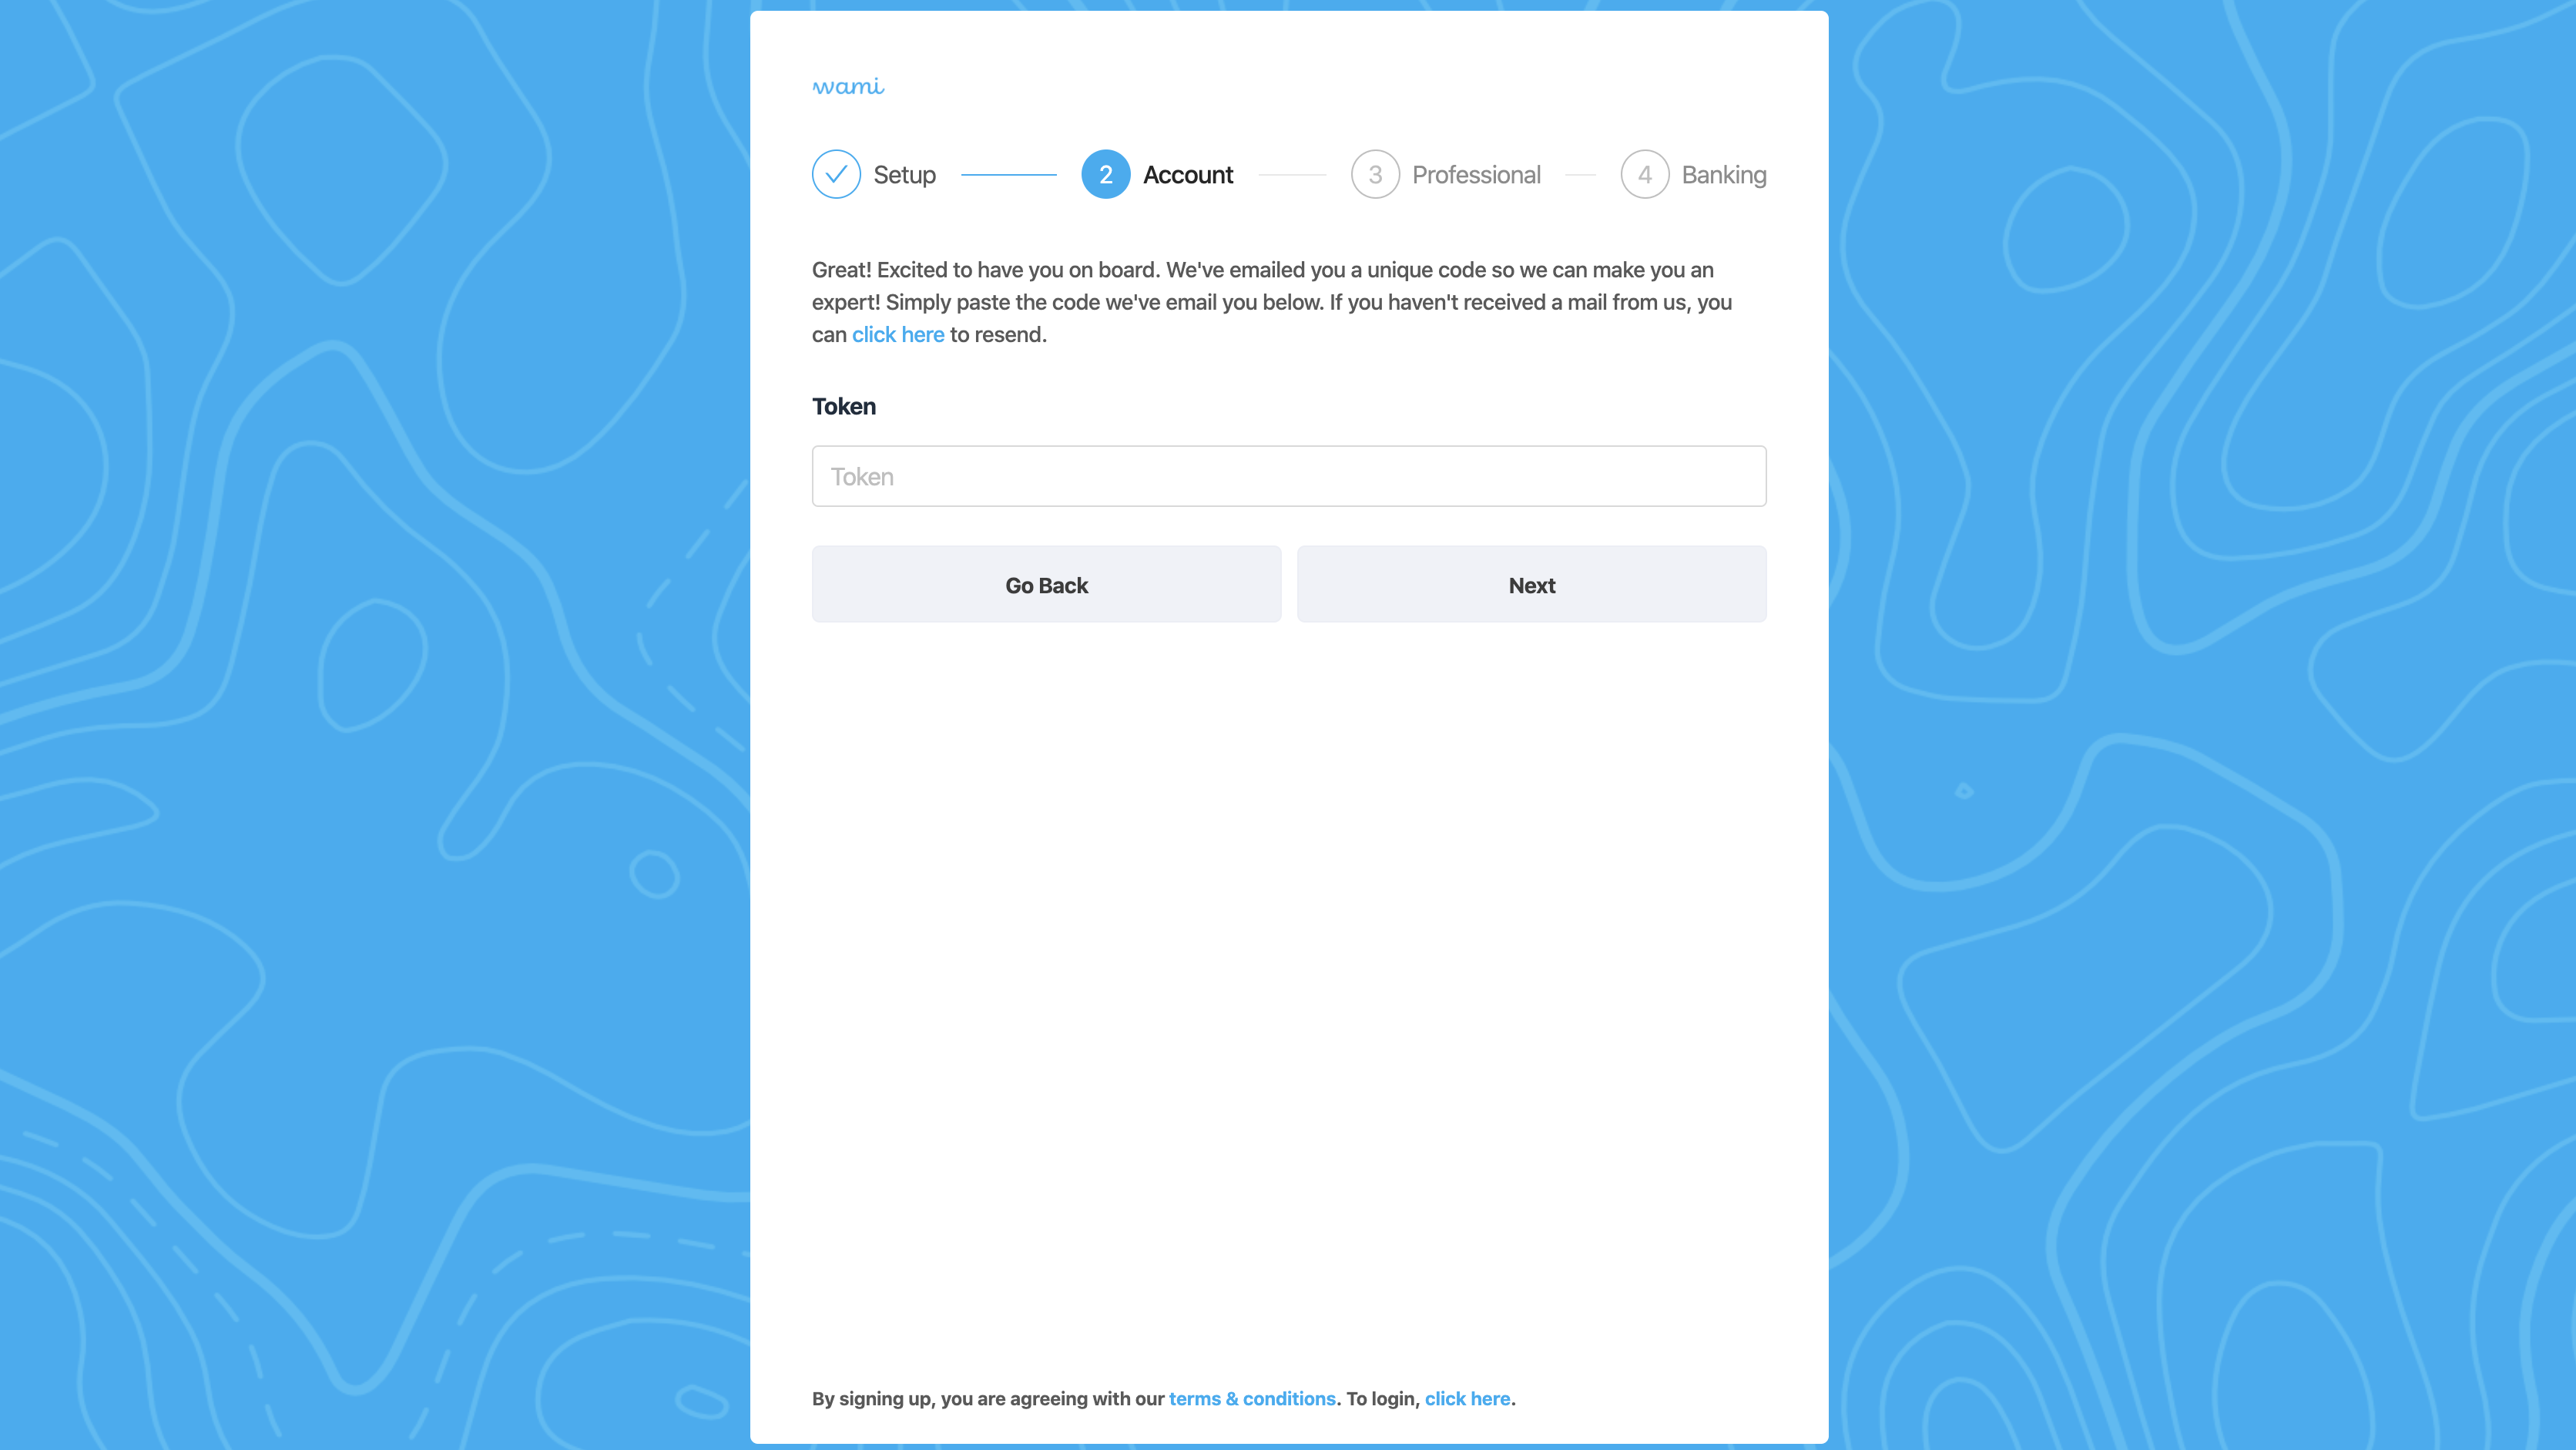 wami
Setup
2 Account
3 Professional
4 Banking
Great! Excited to have you on board. We've emailed you a unique code so we can make you an
expert! Simply paste the code we've email you below. If you haven't received a mail from us, you
can click here to resend.
Token
Token
Go Back
Next
By signing up, you are agreeing with our terms & conditions. To login, click here.